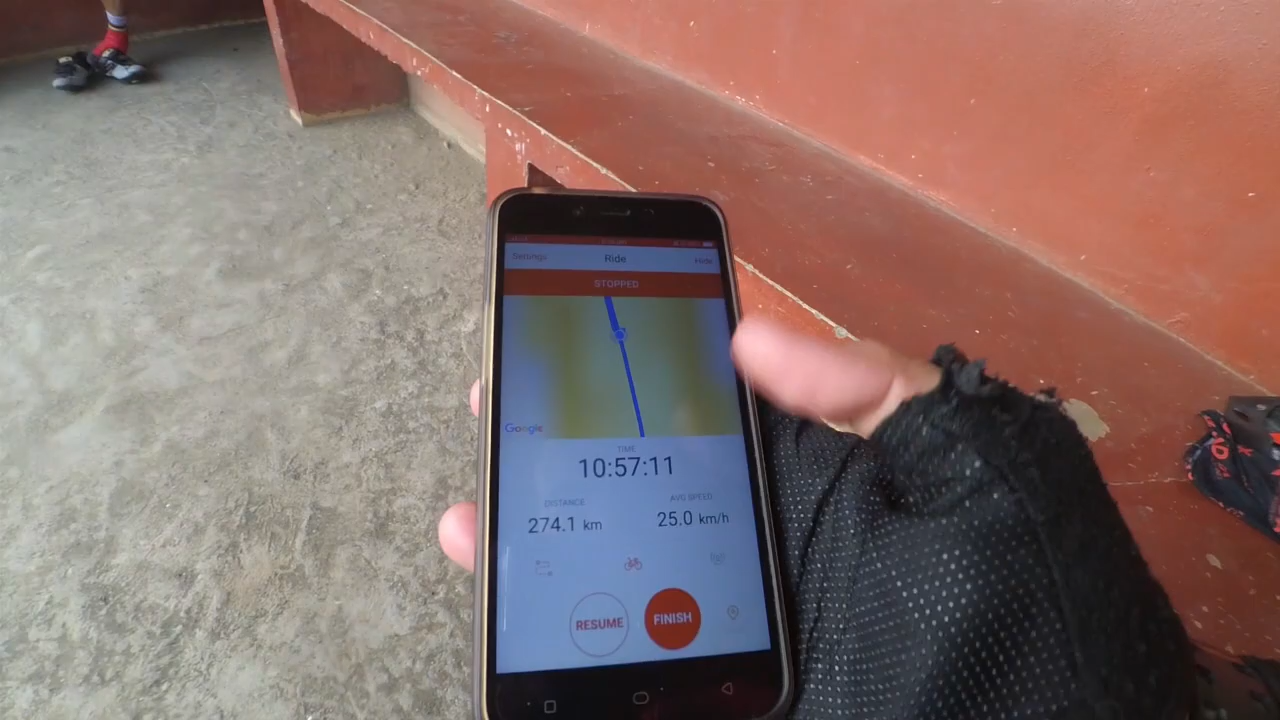 Settings Ride Hide
STOPPED
Google
TIME
10:57:11
DISTANCE AVG SPEED
274.1 km 25.0 km/h
RESUME FINISH